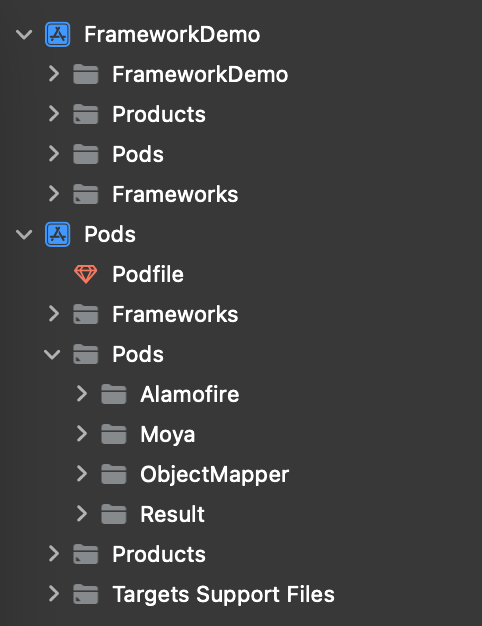 FrameworkDemo
FrameworkDemo
Products
Pods
Frameworks
Pods
Podfile
Frameworks
Pods
Alamofire
Moya
ObjectMapper
Result
Products
Targets Support Files